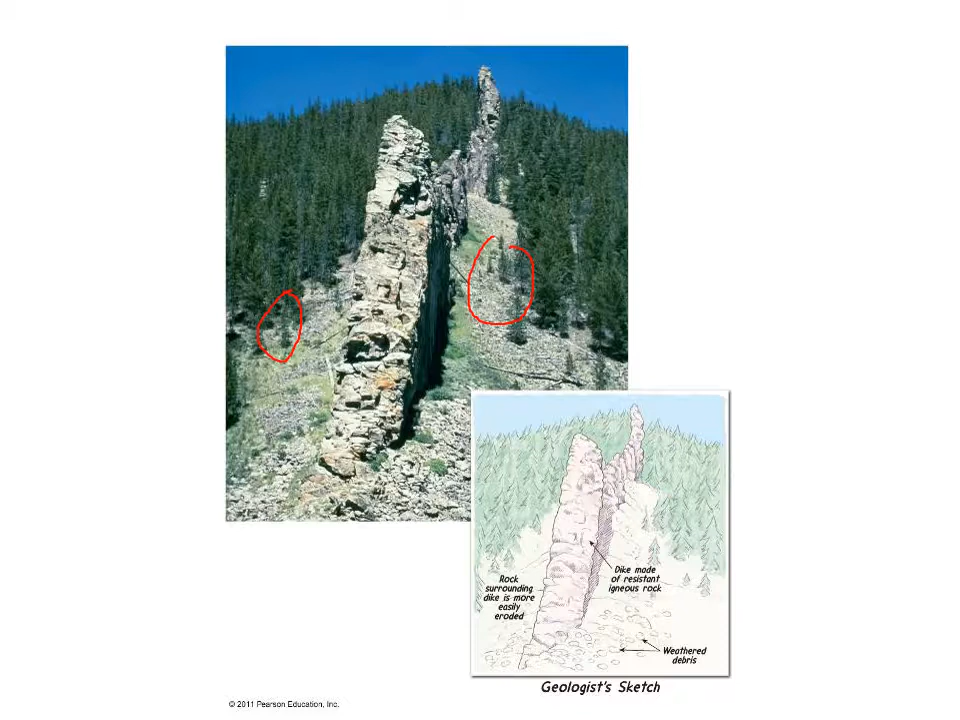 Rock
surrounding
dike is more
easily
eroded
Dike made
of resistant
igneous rock
Weathered
debris
Geologist's Sketch
© 2011 Pearson Education, Inc.